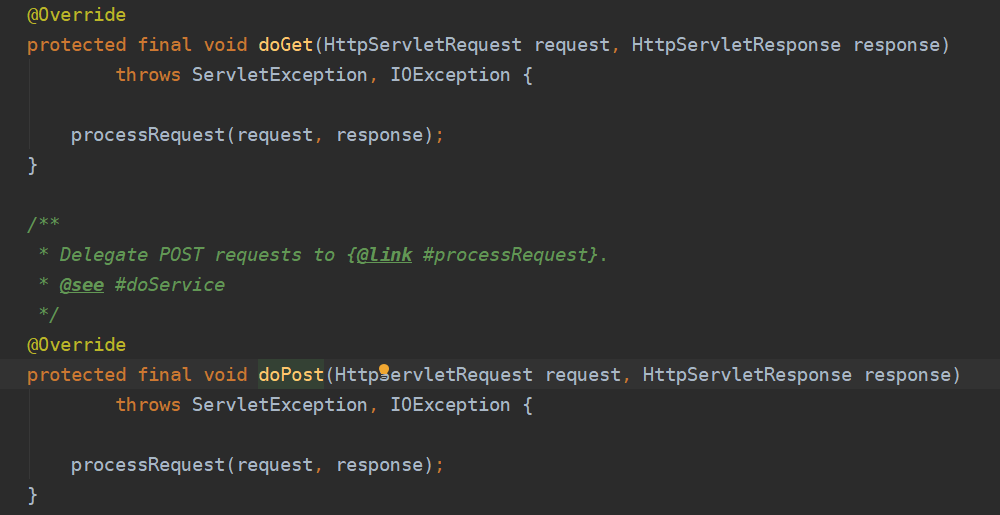 @Override
protected final void doGet(HttpServletRequest request, HttpServletResponse response)
throws ServletException, IOException {
processRequest(request, response);
}
/**
* Delegate POST requests to {@link #processRequest}.
* @see #doService
*/
@Override
protected final void doPost(HttpServletRequest request, HttpServletResponse response)
throws ServletException, IOException {
processRequest(request, response);
}